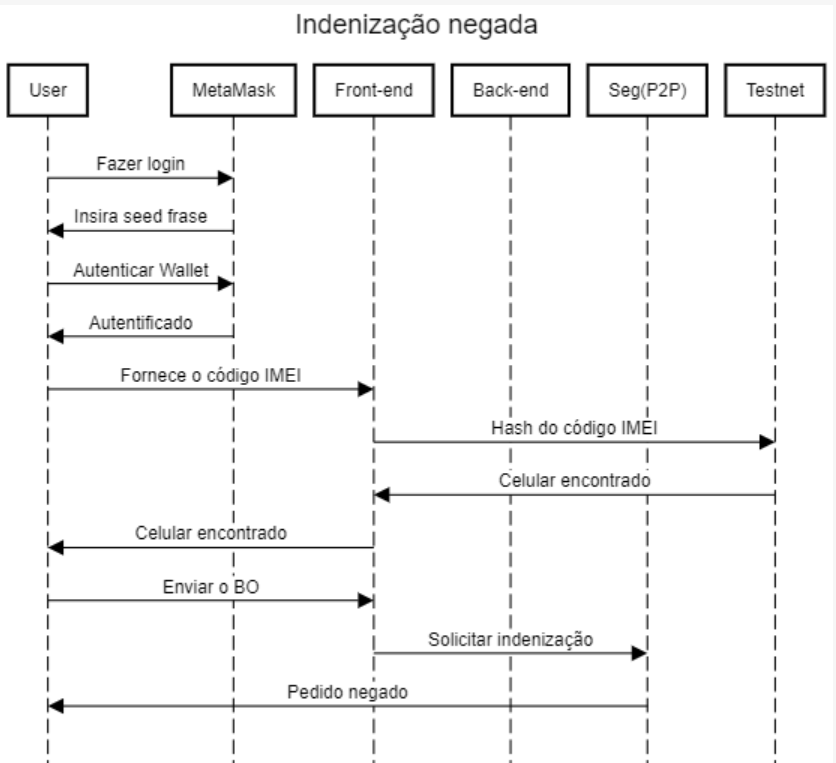 Indenização negada
User
MetaMask
Front-end
Back-end
Seg(P2P)
Testnet
Fazer login
Insira seed frase
Autenticar Wallet
Autentificado
Fornece o código IMEI
Hash do código IMEI
Celular encontrado
Celular encontrado
Enviar o BO
Solicitar indenização
Pedido negado